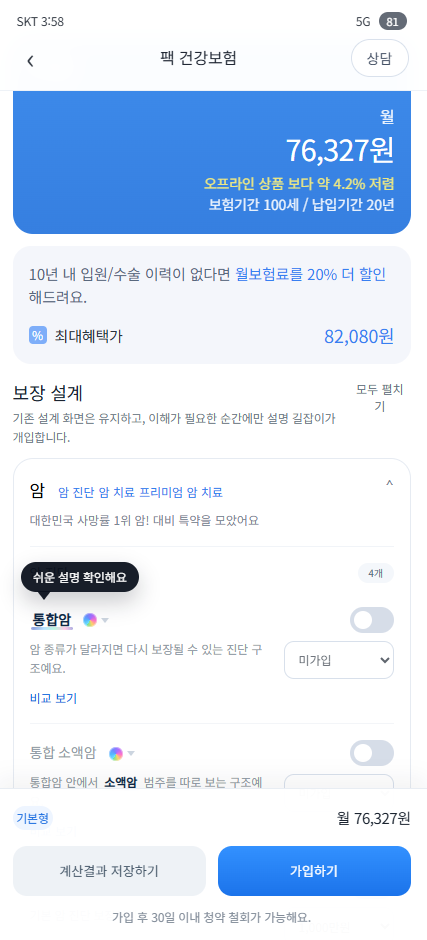 SKT 3:58
5G 81
‹ 팩 건강보험 상담
월
76,327원
오프라인 상품 보다 약 4.2% 저렴
보험기간 100세 / 납입기간 20년
10년 내 입원/수술 이력이 없다면 월보험료를 20% 더 할인
해드려요.
% 최대혜택가 82,080원
보장 설계
모두 펼치
기
기존 설계 화면은 유지하고, 이해가 필요한 순간에만 설명 길잡이가
개입합니다.
암 암 진단 암 치료 프리미엄 암 치료 ^
대한민국 사망률 1위 암! 대비 특약을 모았어요
4개
쉬운 설명 확인해요
통합암
암 종류가 달라지면 다시 보장될 수 있는 진단 구
조예요.
미가입
비교 보기
통합 소액암
통합암 안에서 소액암 범주를 따로 보는 구조예
기본형 월 76,327원
계산결과 저장하기 가입하기
가입 후 30일 이내 청약 철회가 가능해요.